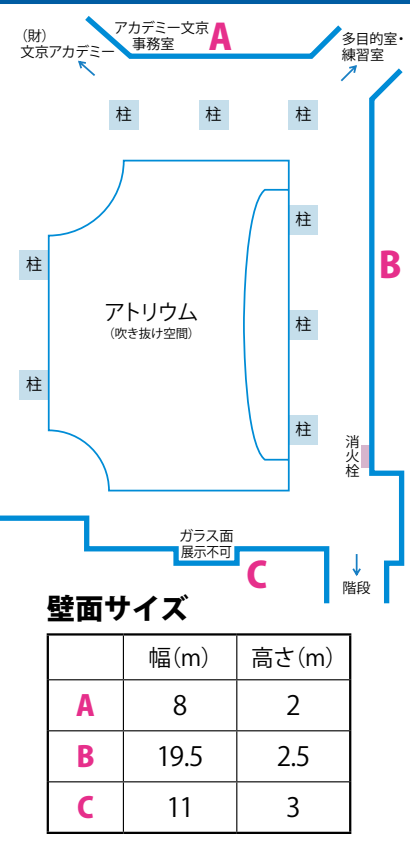 （財）
文京アカデミー
アカデミー文京
事務室
A
多目的室・
練習室
柱
柱
柱
柱
柱
B
アトリウム
（吹き抜け空間）
柱
柱
柱
消火栓
ガラス面
展示不可
C
階段
壁面サイズ
幅（m） 高さ（m）
A 8 2
B 19.5 2.5
C 11 3